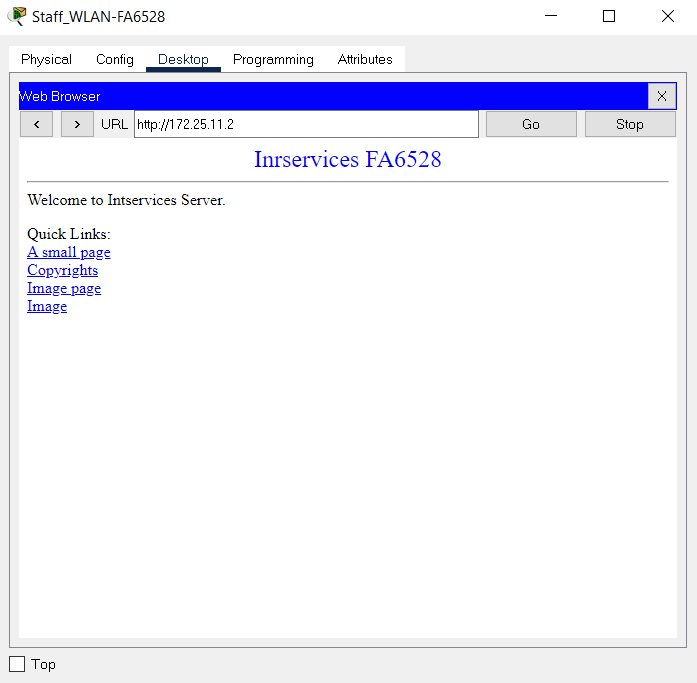 Staff_WLAN-FA6528
Physical Config Desktop Programming Attributes
Web Browser X
< > URL http://172.25.11.2 Go Stop
Inrservices FA6528
Welcome to Intservices Server.
Quick Links:
A small page
Copyrights
Image page
Image
Top